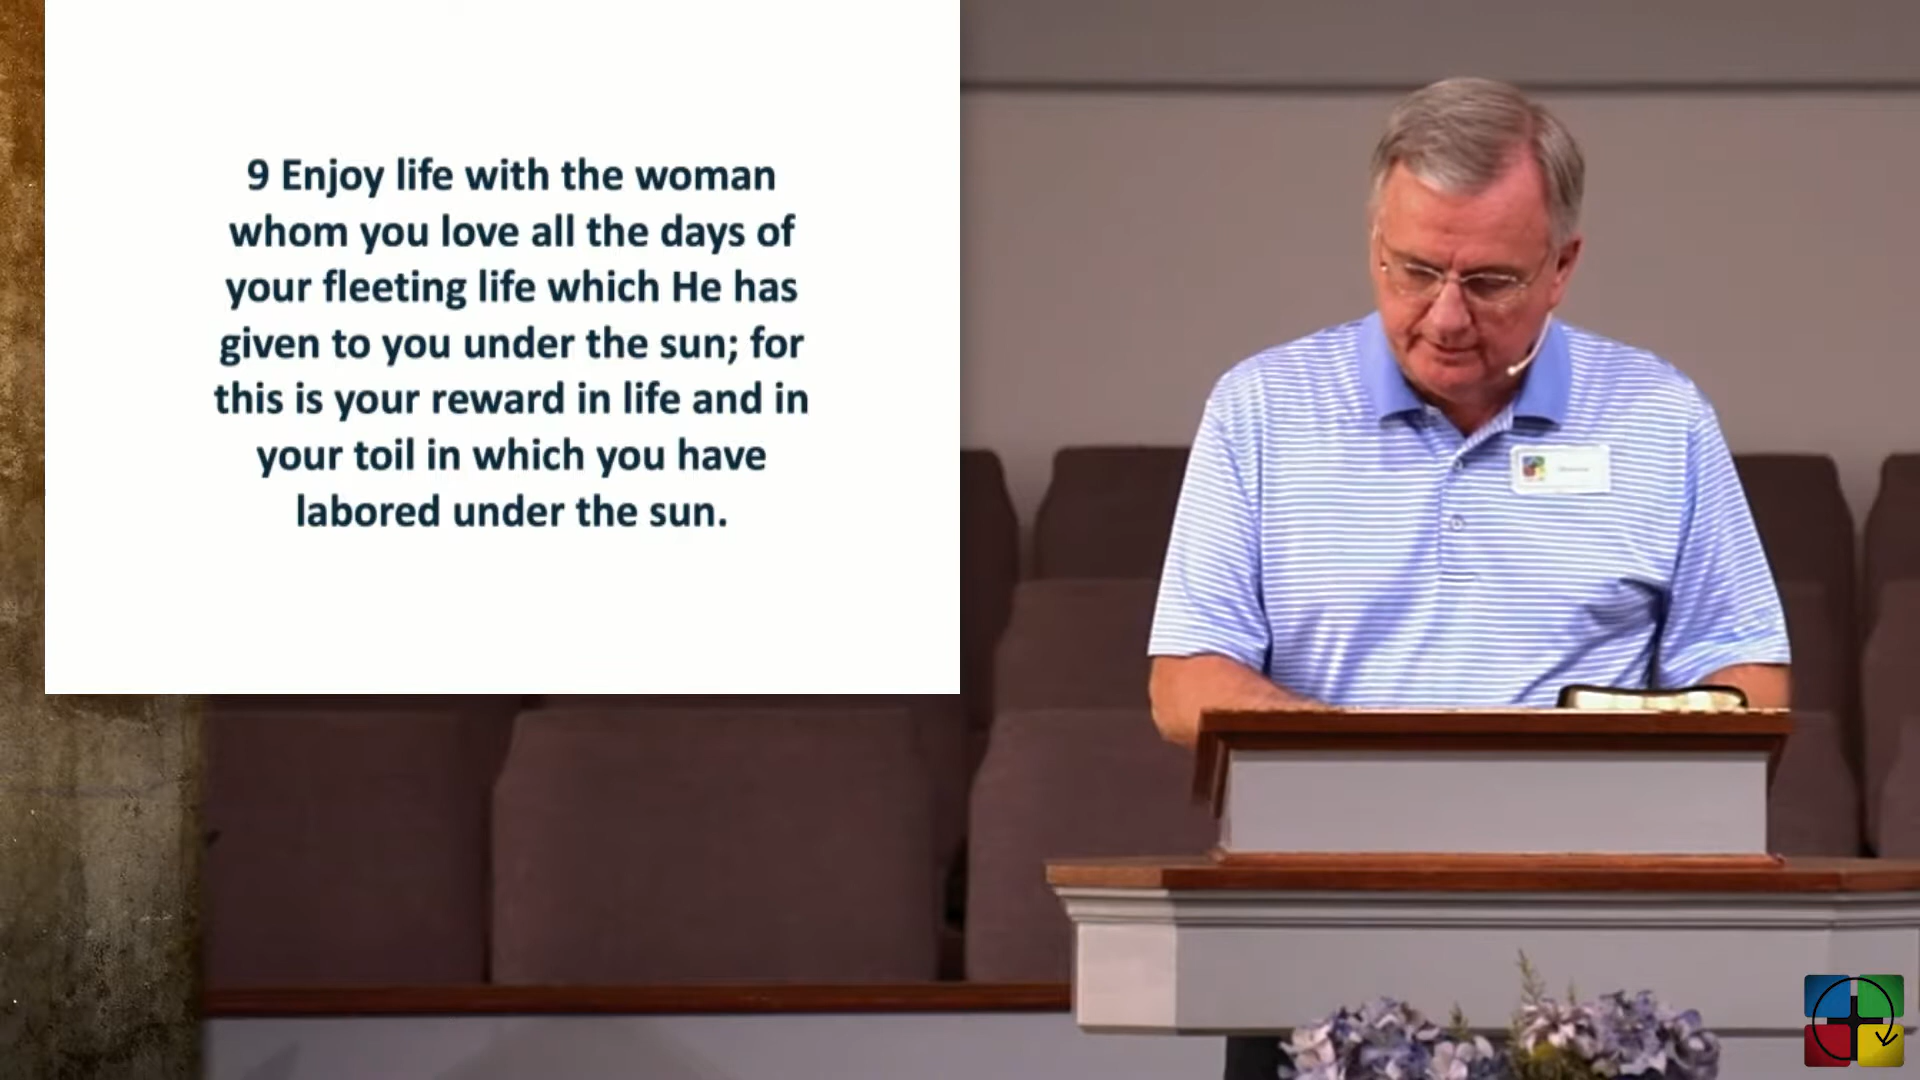 9 Enjoy life with the woman
whom you love all the days of
your fleeting life which He has
given to you under the sun; for
this is your reward in life and in
your toil in which you have
labored under the sun.